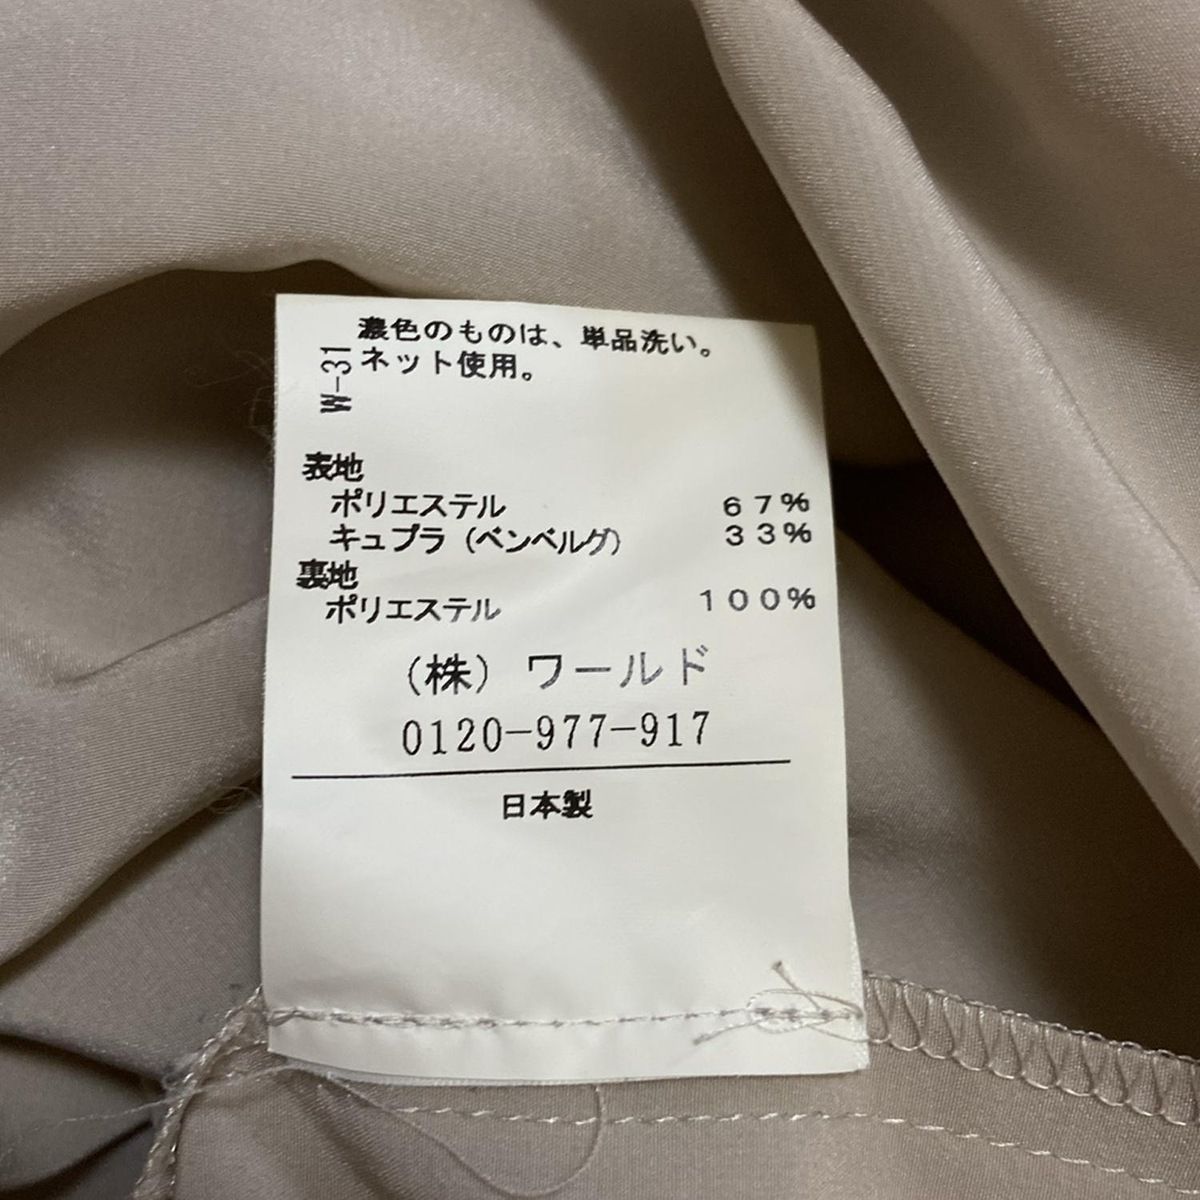 濃色のものは、単品洗い。
ネット使用。
W-31
表地
ポリエステル 67%
キュプラ（ベンベルグ） 33%
裏地
ポリエステル 100%
（株）ワールド
0120-977-917
日本製